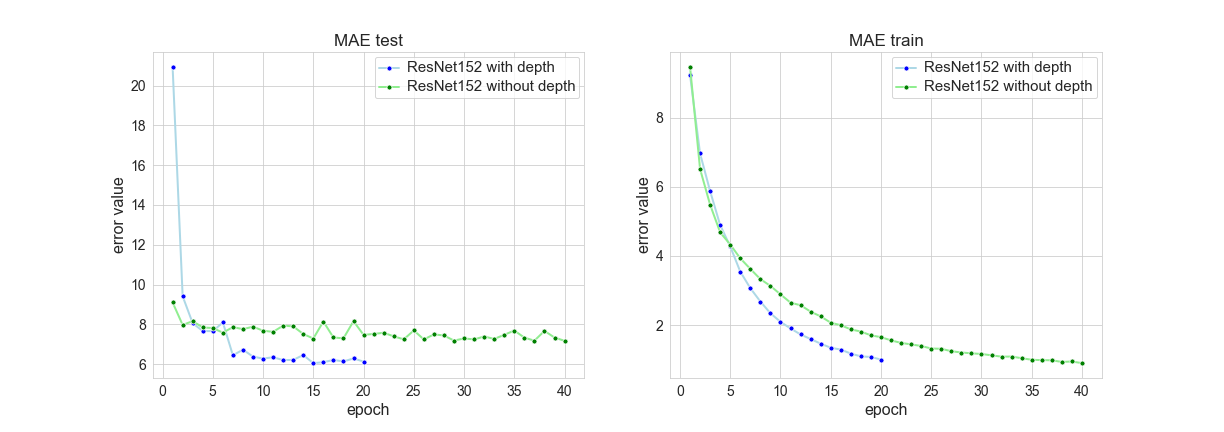 MAE test
ResNet152 with depth
ResNet152 without depth
error value
20
18
16
14
12
10
8
6
0 5 10 15 20 25 30 35 40
epoch
MAE train
ResNet152 with depth
ResNet152 without depth
error value
8
6
4
2
0 5 10 15 20 25 30 35 40
epoch